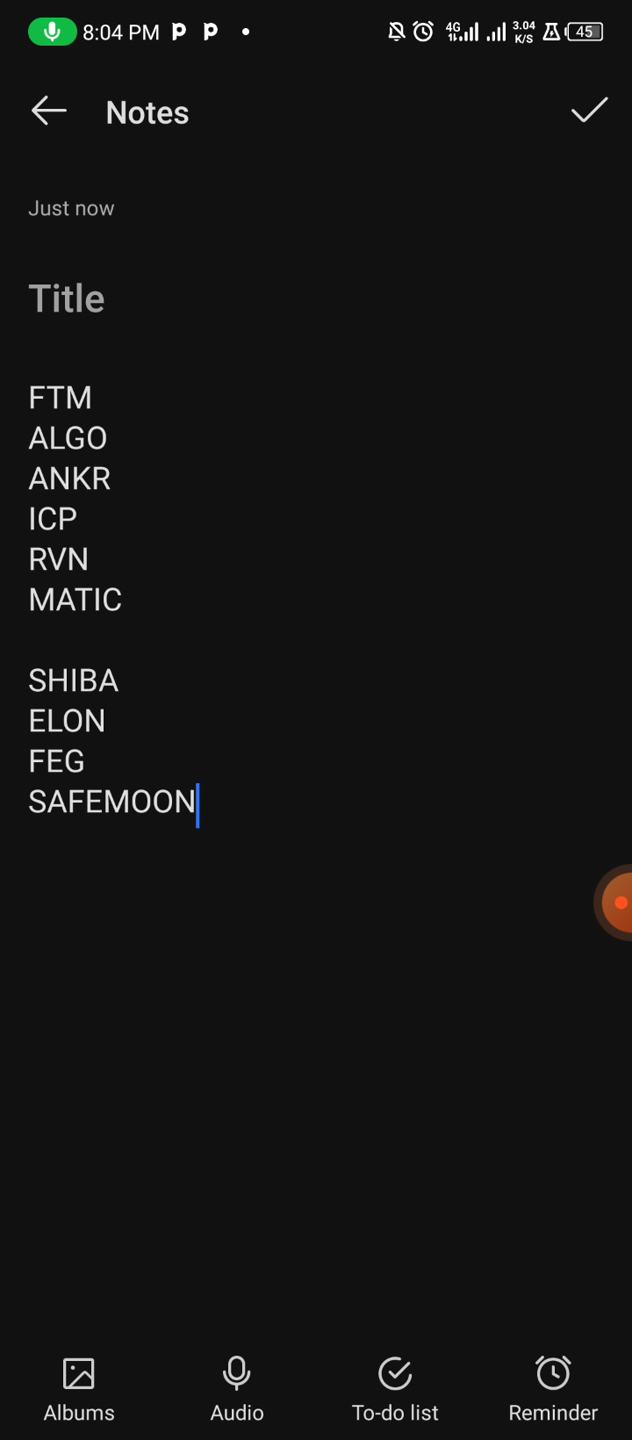 8:04 PM
4G
3.04
K/S
45
Notes
Just now
Title
FTM
ALGO
ANKR
ICP
RVN
MATIC
SHIBA
ELON
FEG
SAFEMOON
Albums
Audio
To-do list
Reminder